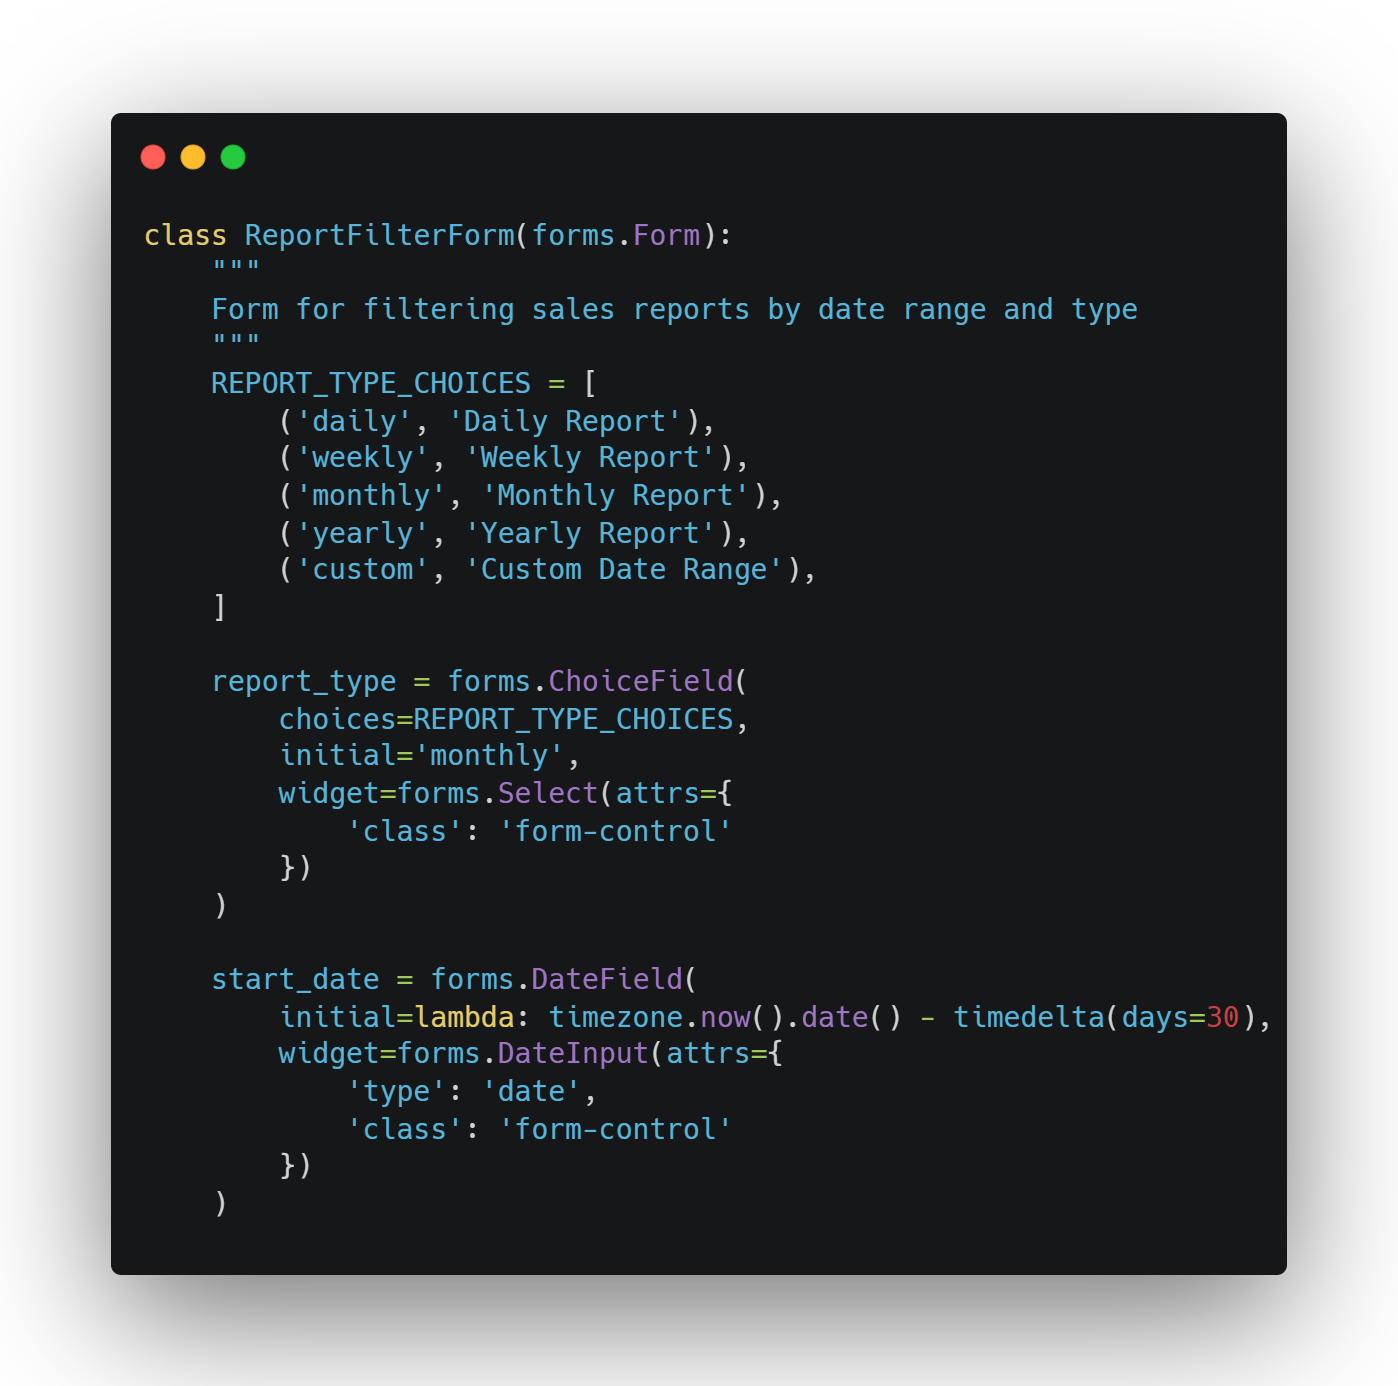 class ReportFilterForm(forms.Form):
    """
    Form for filtering sales reports by date range and type
    """
    REPORT_TYPE_CHOICES = [
        ('daily', 'Daily Report'),
        ('weekly', 'Weekly Report'),
        ('monthly', 'Monthly Report'),
        ('yearly', 'Yearly Report'),
        ('custom', 'Custom Date Range'),
    ]

    report_type = forms.ChoiceField(
        choices=REPORT_TYPE_CHOICES,
        initial='monthly',
        widget=forms.Select(attrs={
            'class': 'form-control'
        })
    )

    start_date = forms.DateField(
        initial=lambda: timezone.now().date() - timedelta(days=30),
        widget=forms.DateInput(attrs={
            'type': 'date',
            'class': 'form-control'
        })
    )